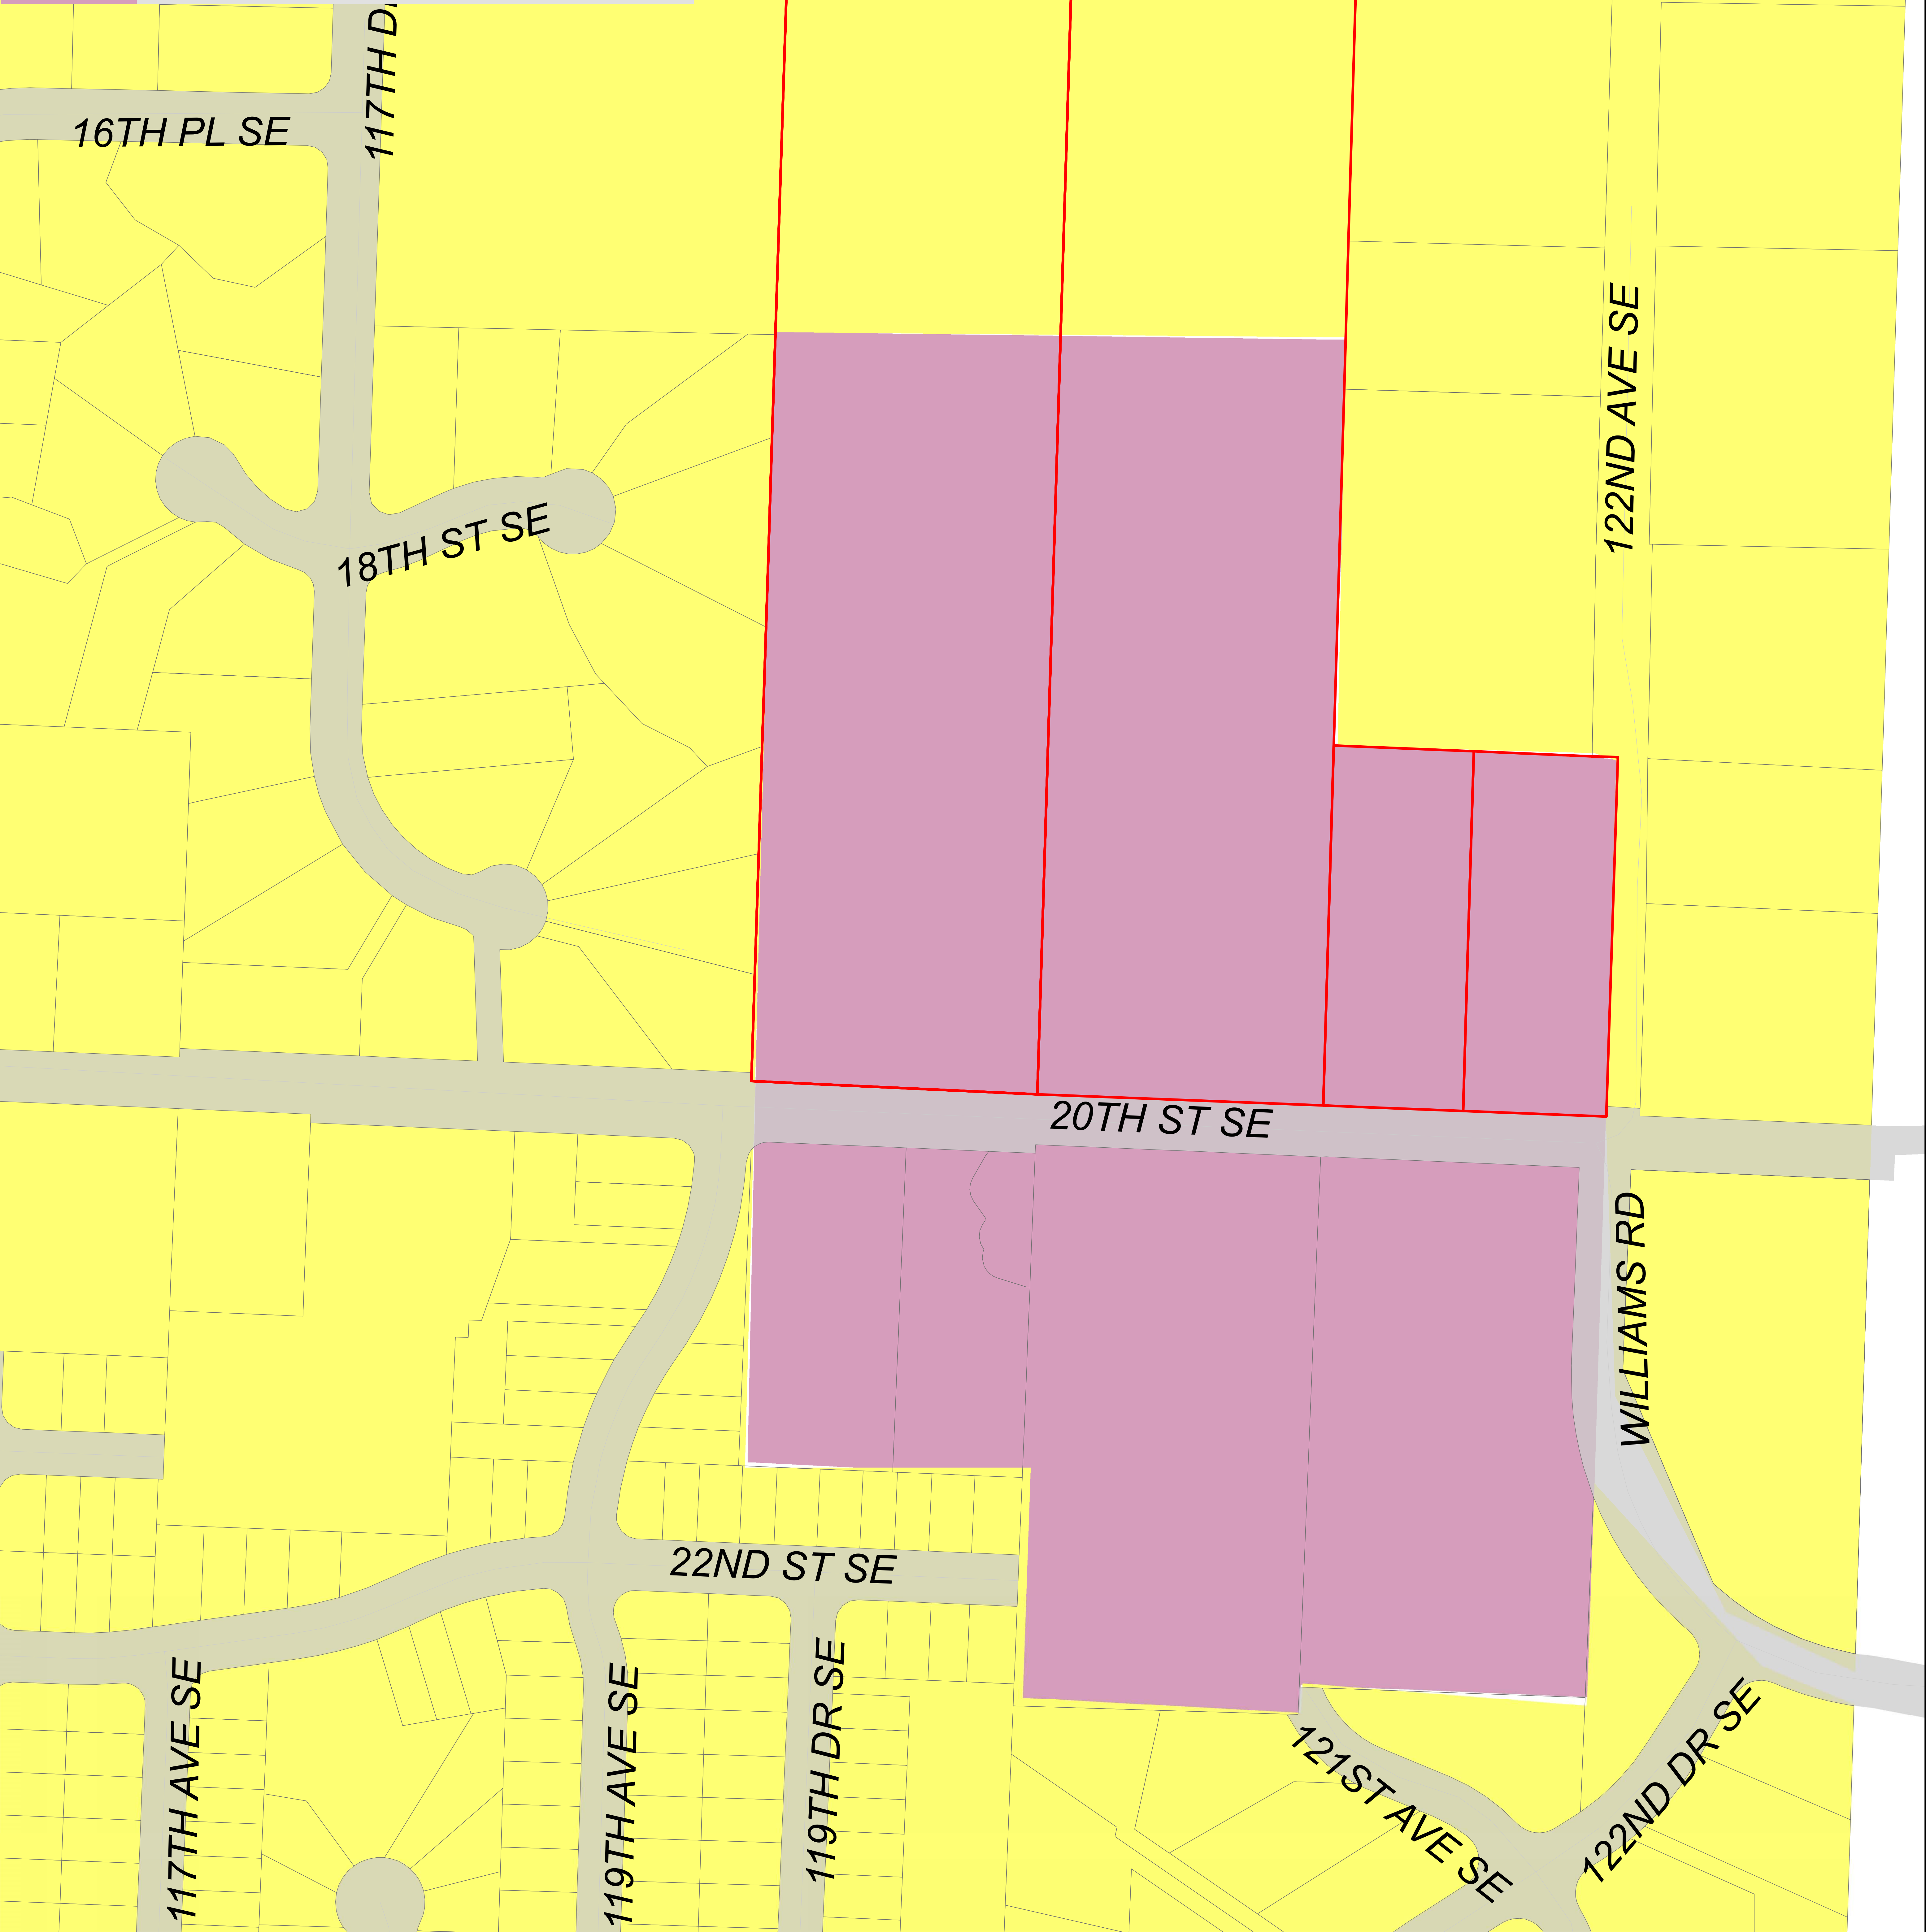 117TH D
16TH PL SE
122ND AVE SE
18TH ST SE
20TH ST SE
WILLIAMS RD
22ND ST SE
117TH AVE SE
119TH AVE SE
119TH DR SE
121ST AVE SE
122ND DR SE